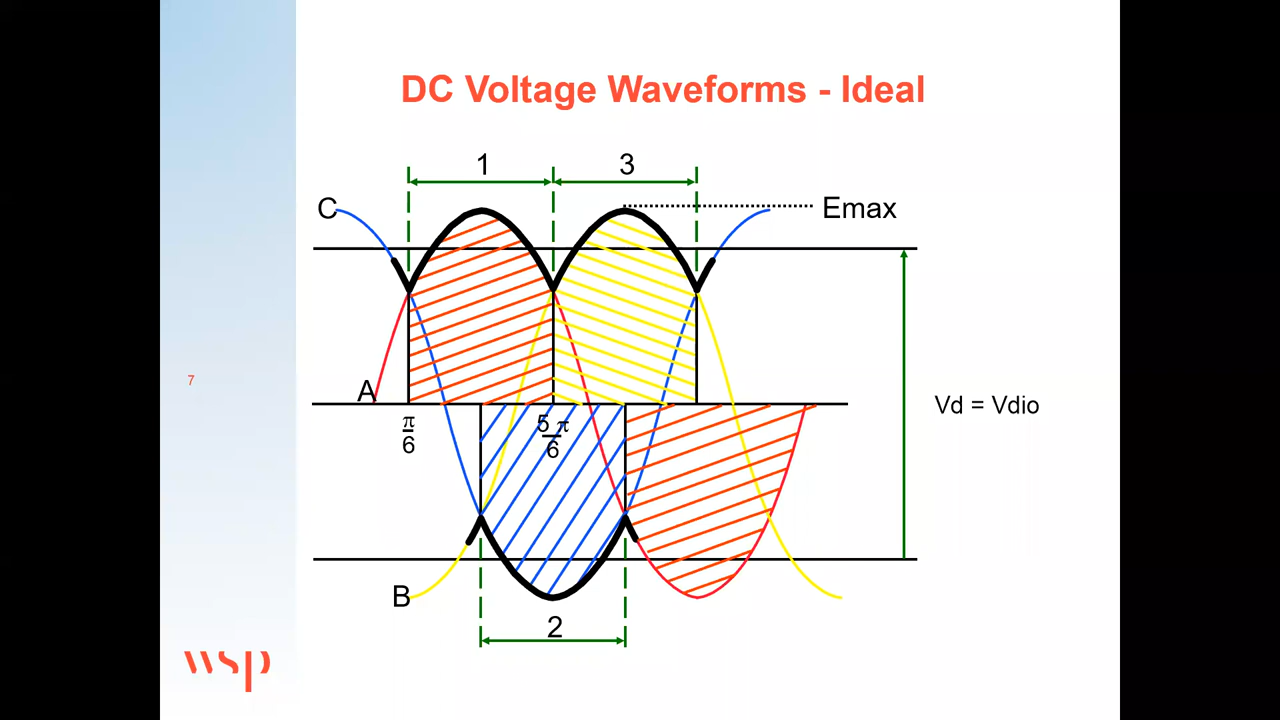 DC Voltage Waveforms - Ideal
1
3
C
Emax
7
A
π
6
5 π
6
Vd = Vdio
B
2
wsp